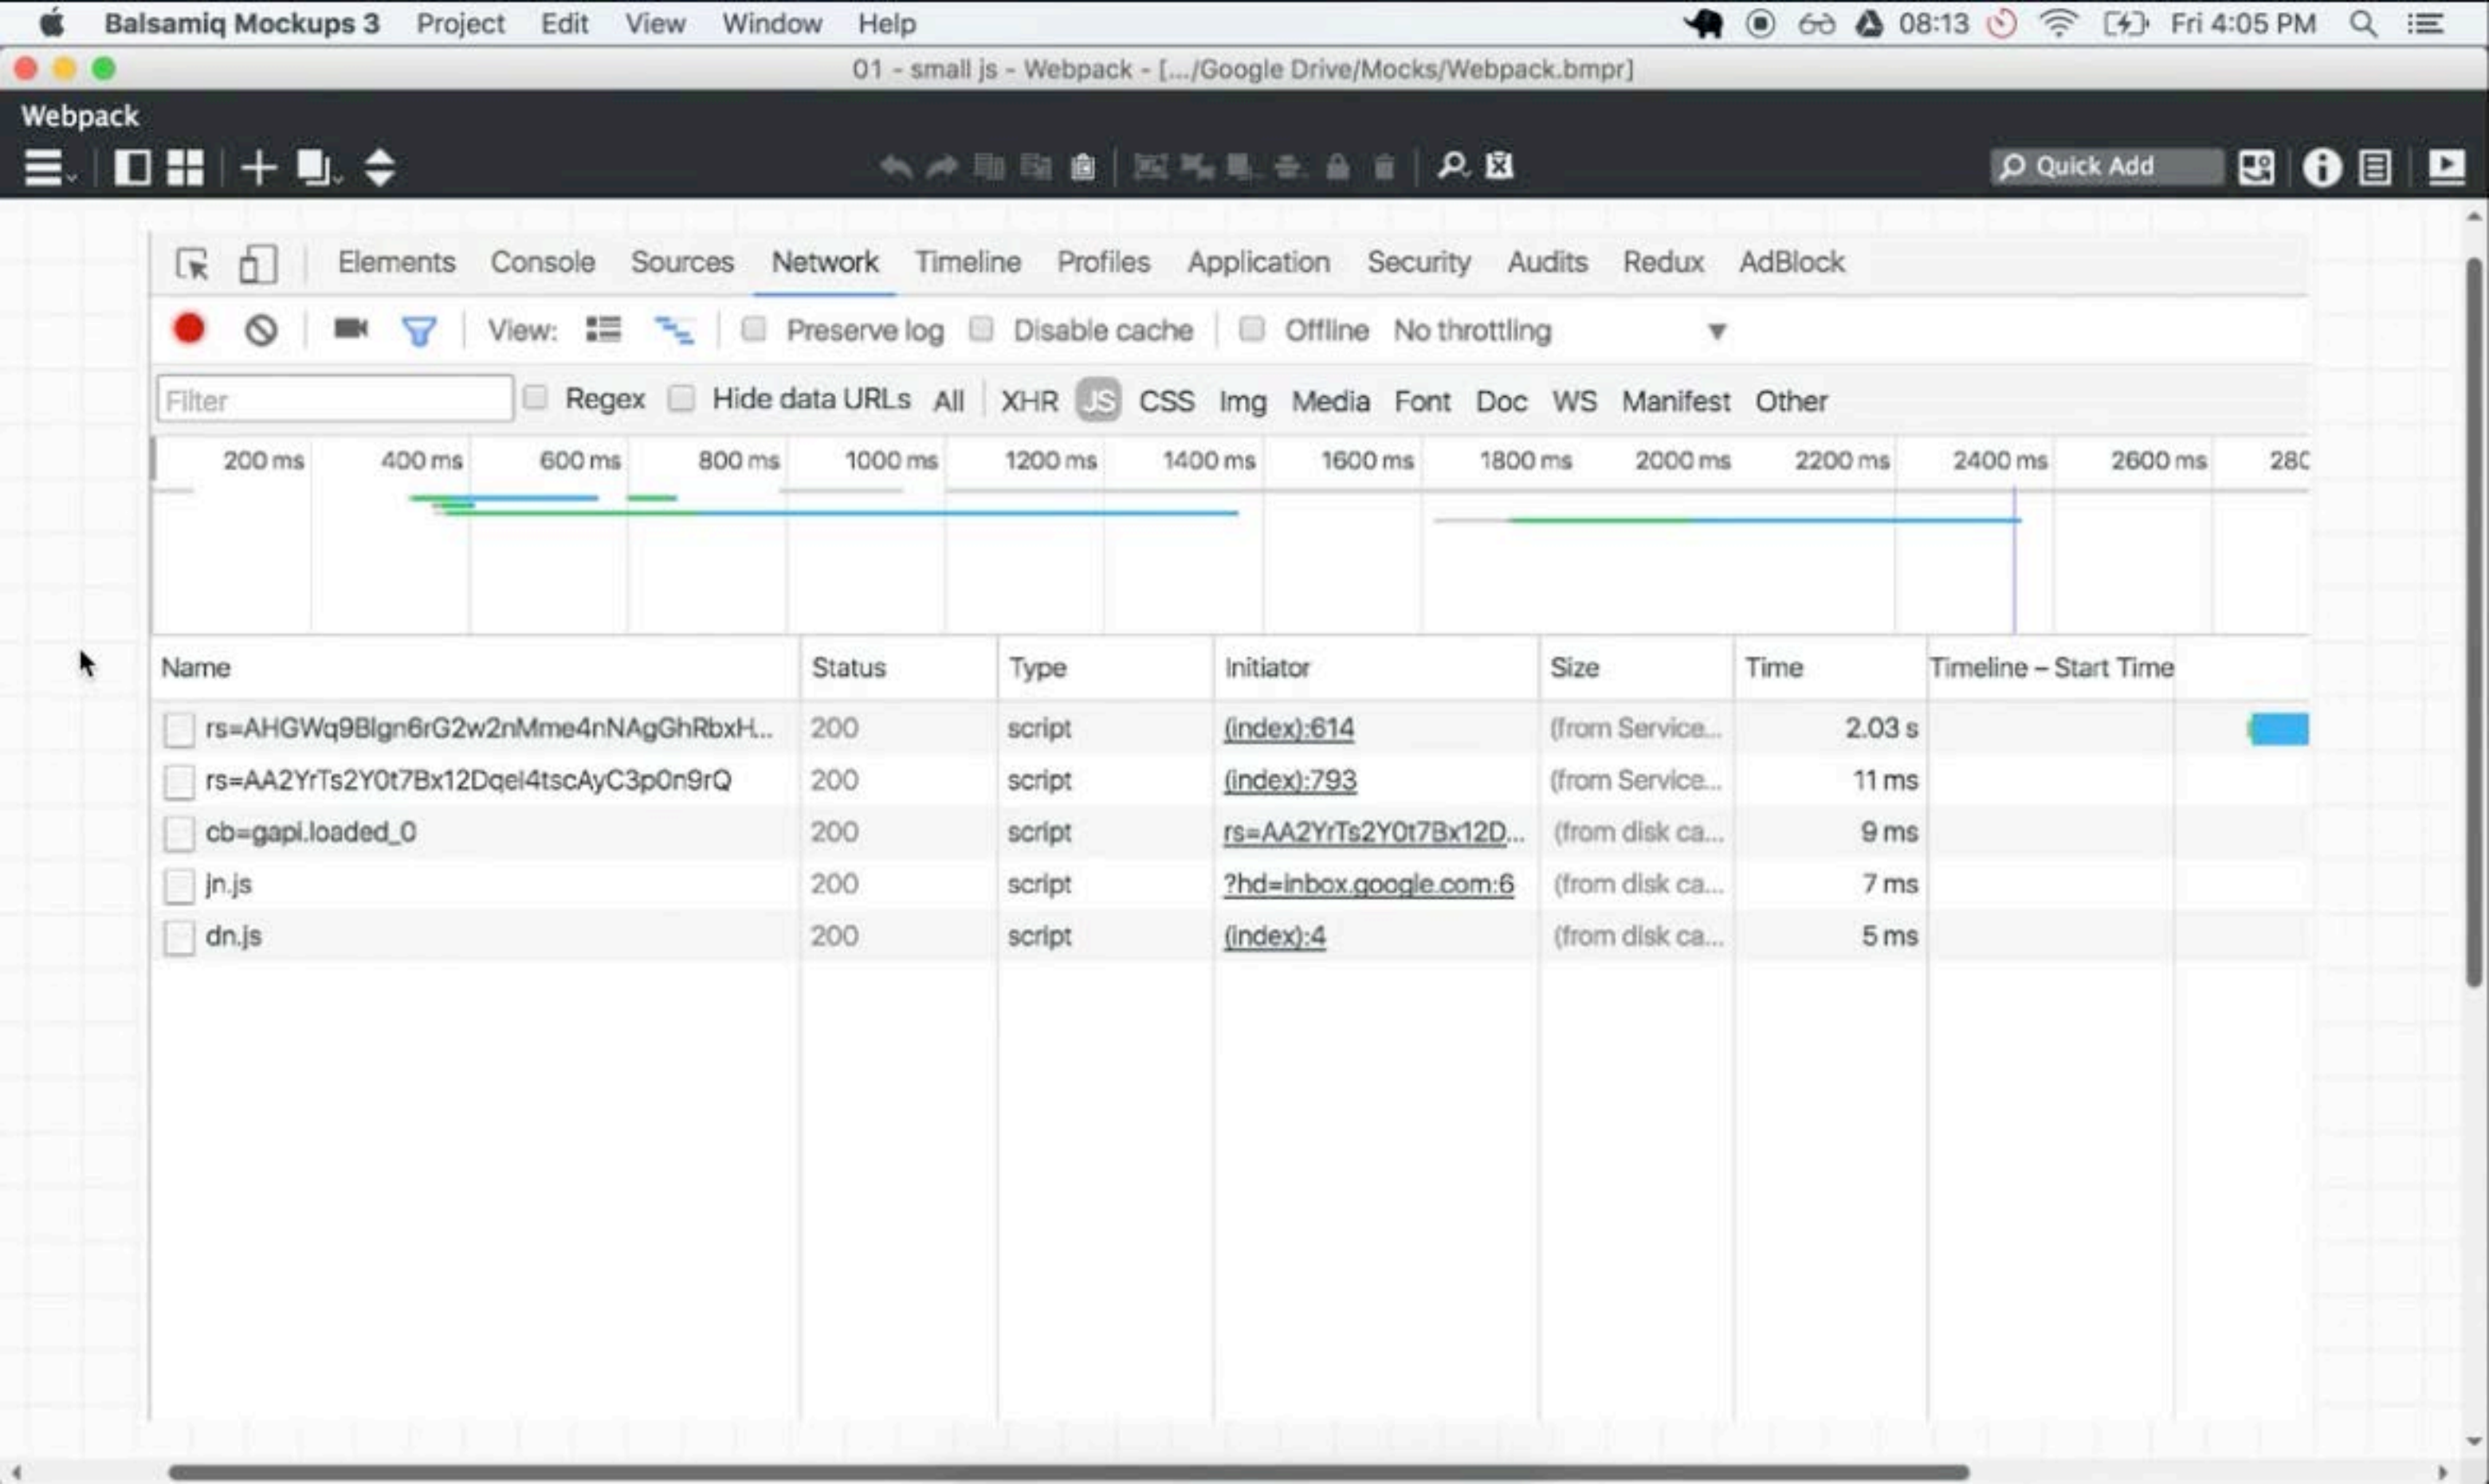 Balsamiq Mockups 3 Project Edit View Window Help 08:13 Fri 4:05 PM
01 - small js - Webpack - [.../Google Drive/Mocks/Webpack.bmpr]
Webpack
Quick Add
Elements Console Sources Network Timeline Profiles Application Security Audits Redux AdBlock
View: Preserve log Disable cache Offline No throttling
Filter Regex Hide data URLs All XHR JS CSS Img Media Font Doc WS Manifest Other
200 ms 400 ms 600 ms 800 ms 1000 ms 1200 ms 1400 ms 1600 ms 1800 ms 2000 ms 2200 ms 2400 ms 2600 ms 280
Name Status Type Initiator Size Time Timeline – Start Time
rs=AHGWq9Blgn6rG2w2nMme4nNAgGhRbxH... 200 script (index):614 (from Service... 2.03 s
rs=AA2YrTs2Y0t7Bx12Dqel4tscAyC3p0n9rQ 200 script (index):793 (from Service... 11 ms
cb=gapi.loaded_0 200 script rs=AA2YrTs2Y0t7Bx12D... (from disk ca... 9 ms
jn.js 200 script ?hd=inbox.google.com:6 (from disk ca... 7 ms
dn.js 200 script (index):4 (from disk ca... 5 ms